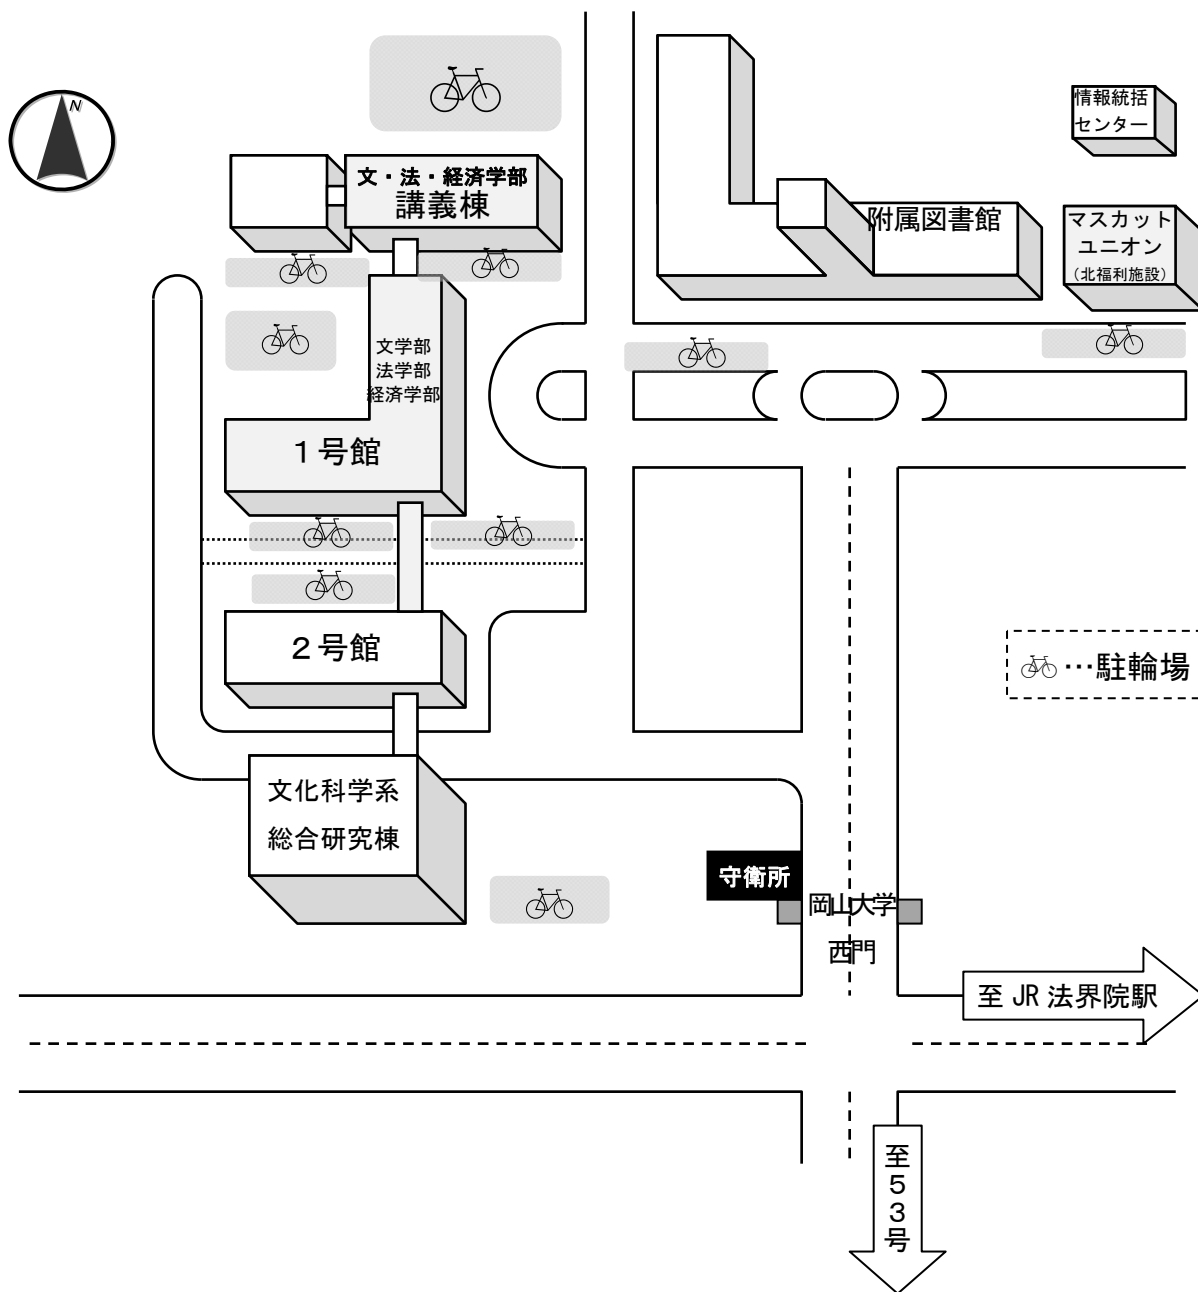 N
情報統括
センター
文・法・経済学部
講義棟
附属図書館
マスカット
ユニオン
（北福利施設）
文学部
法学部
経済学部
１号館
２号館
…駐輪場
文化科学系
総合研究棟
守衛所
岡山大学
西門
至 JR 法界院駅
至５３号